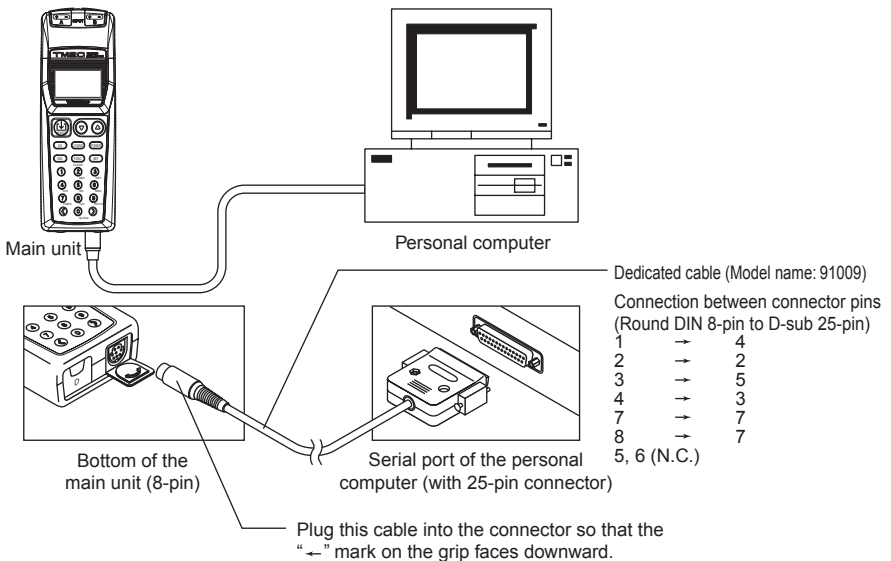 Main unit
Personal computer
Dedicated cable (Model name: 91009)
Connection between connector pins
(Round DIN 8-pin to D-sub 25-pin)
1 → 4
2 → 2
3 → 5
4 → 3
7 → 7
8 → 7
5, 6 (N.C.)
D
Bottom of the
main unit (8-pin)
Serial port of the personal
computer (with 25-pin connector)
Plug this cable into the connector so that the
“←” mark on the grip faces downward.